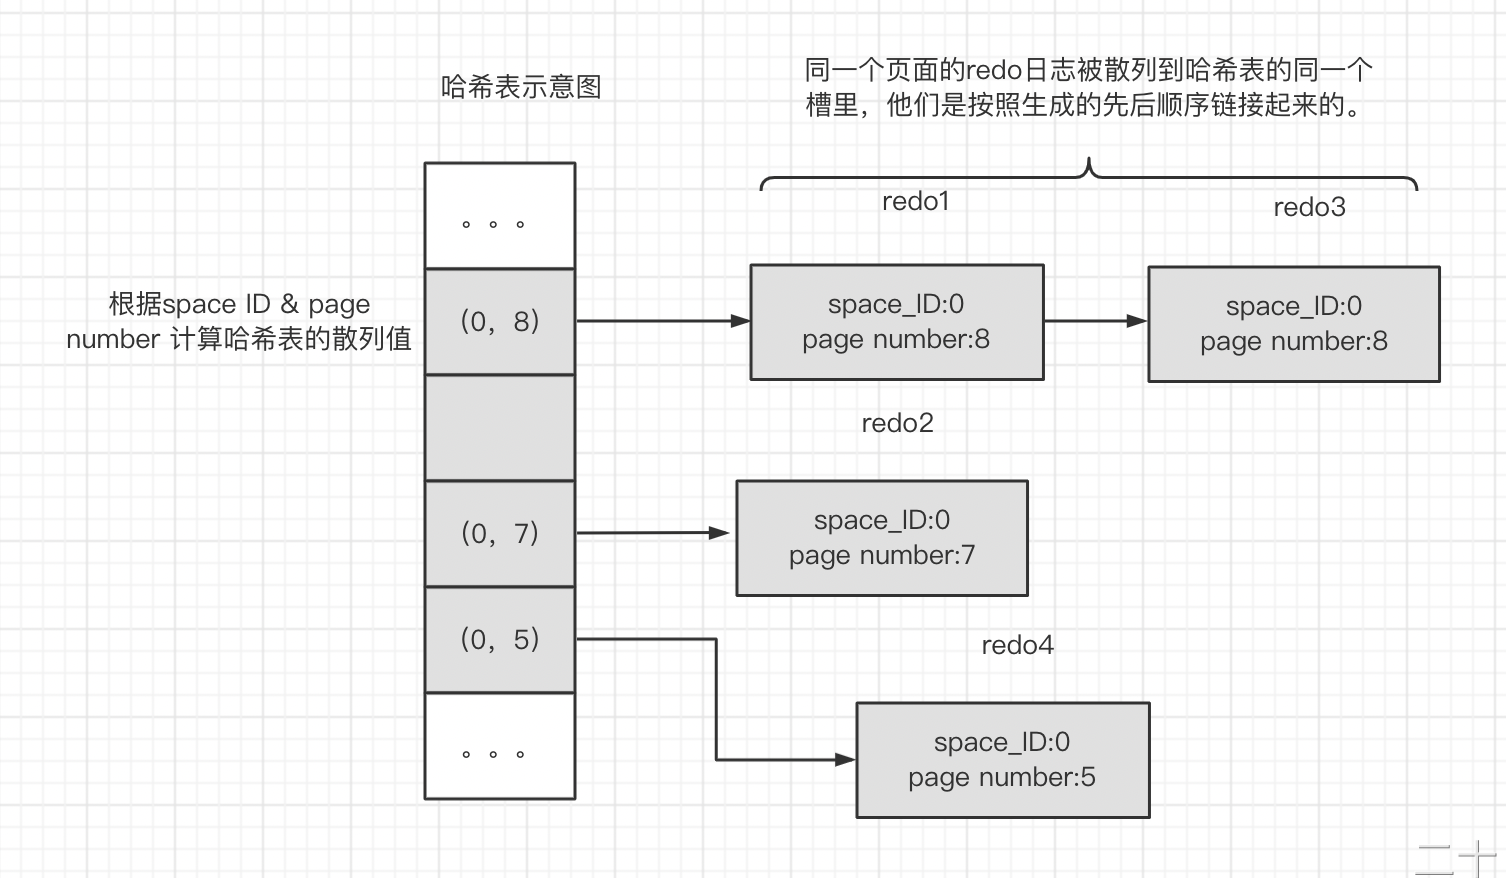 哈希表示意图
同一个页面的redo日志被散列到哈希表的同一个
槽里，他们是按照生成的先后顺序链接起来的。
redo1
redo3
。。。
根据space ID & page
number 计算哈希表的散列值
(0，8)
space_ID:0
page number:8
space_ID:0
page number:8
redo2
(0，7)
space_ID:0
page number:7
(0，5)
redo4
space_ID:0
page number:5
。。。
二十